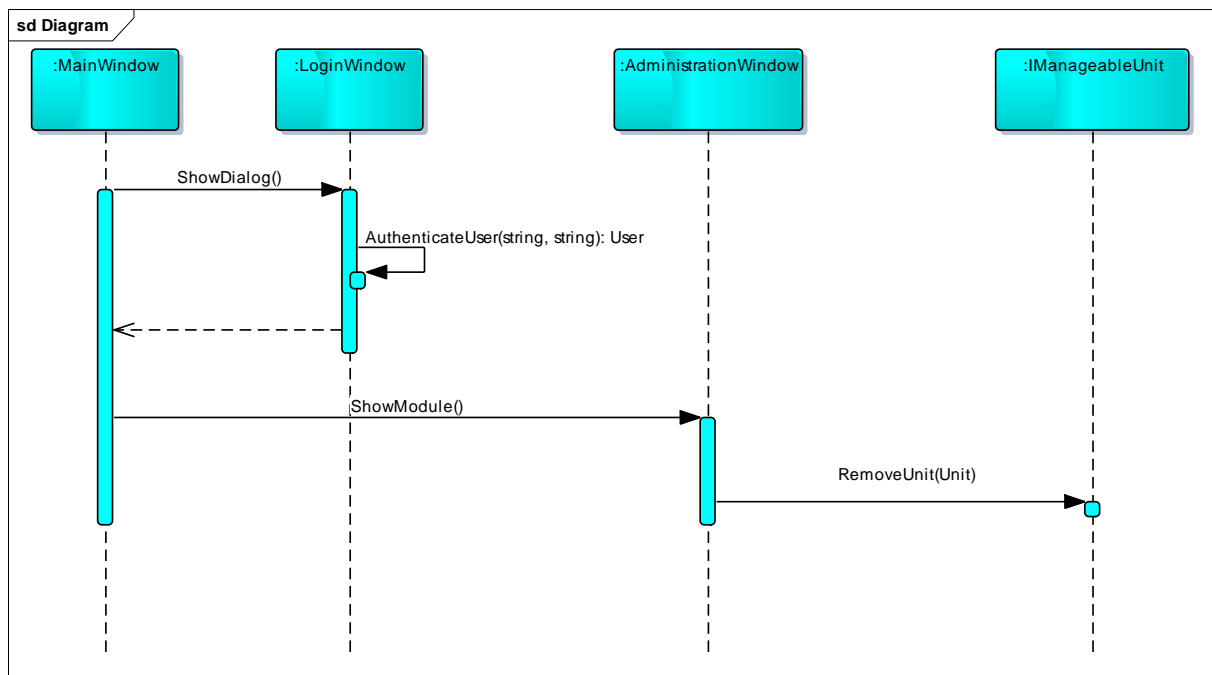 sd Diagram
:MainWindow
:LoginWindow
:AdministrationWindow
:IManageableUnit
ShowDialog()
AuthenticateUser(string, string): User
ShowModule()
RemoveUnit(Unit)